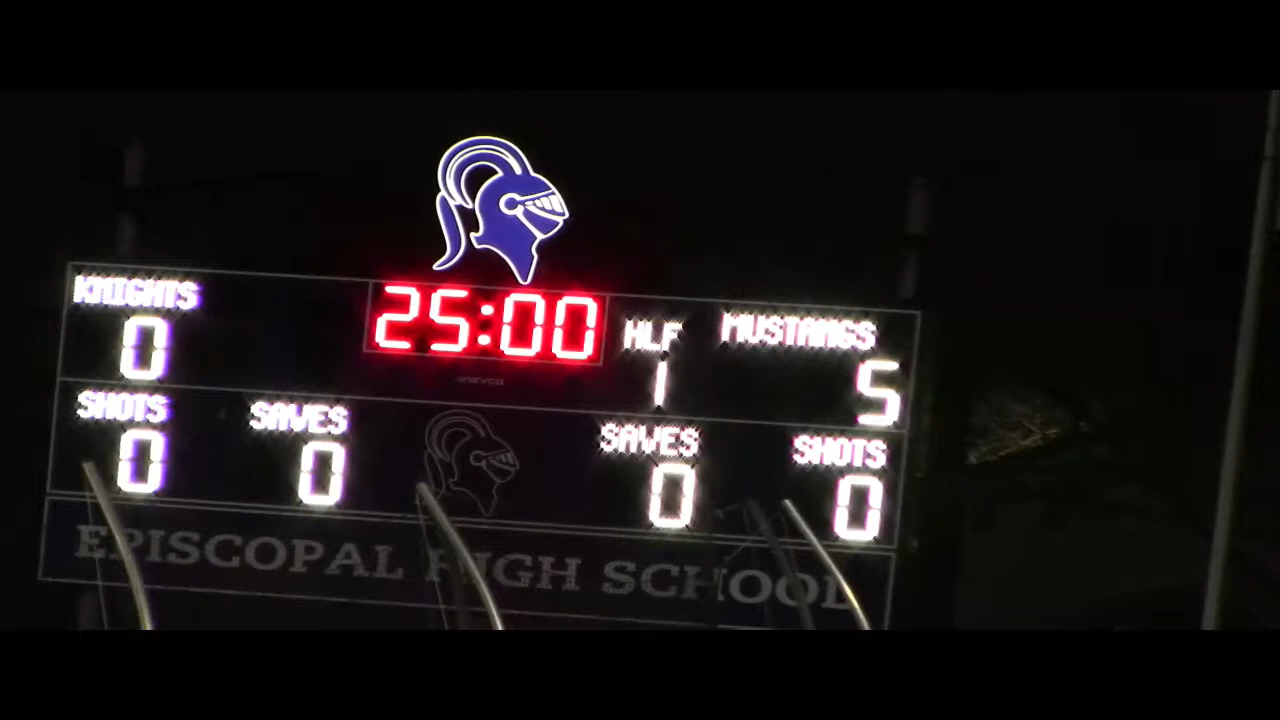 KNIGHTS 25:00 HLF MUSTANGS
0 1 5
SHOTS SAVES SAVES SHOTS
0 0 0 0
EPISCOPAL HIGH SCHOOL